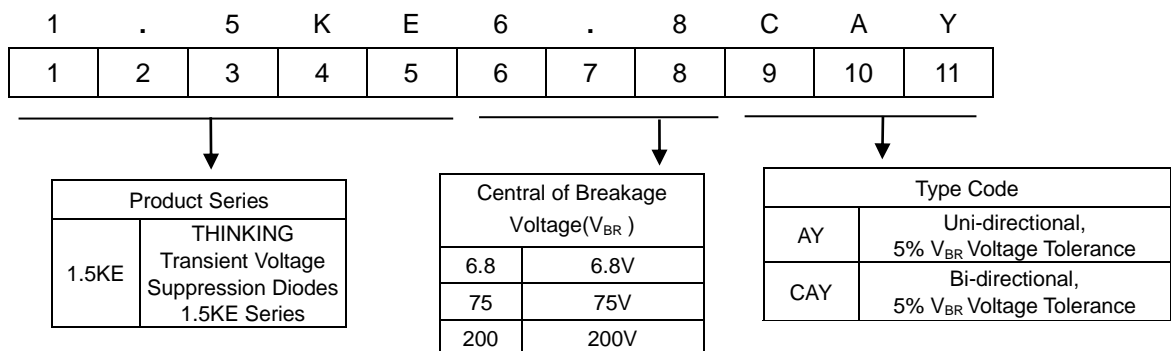 1 . 5 K E 6 . 8 C A Y
1 2 3 4 5 6 7 8 9 10 11
Product Series
1.5KE
THINKING
Transient Voltage
Suppression Diodes
1.5KE Series
Central of Breakage
Voltage(VBR )
6.8 6.8V
75 75V
200 200V
Type Code
AY
Uni-directional,
5% VBR Voltage Tolerance
CAY
Bi-directional,
5% VBR Voltage Tolerance